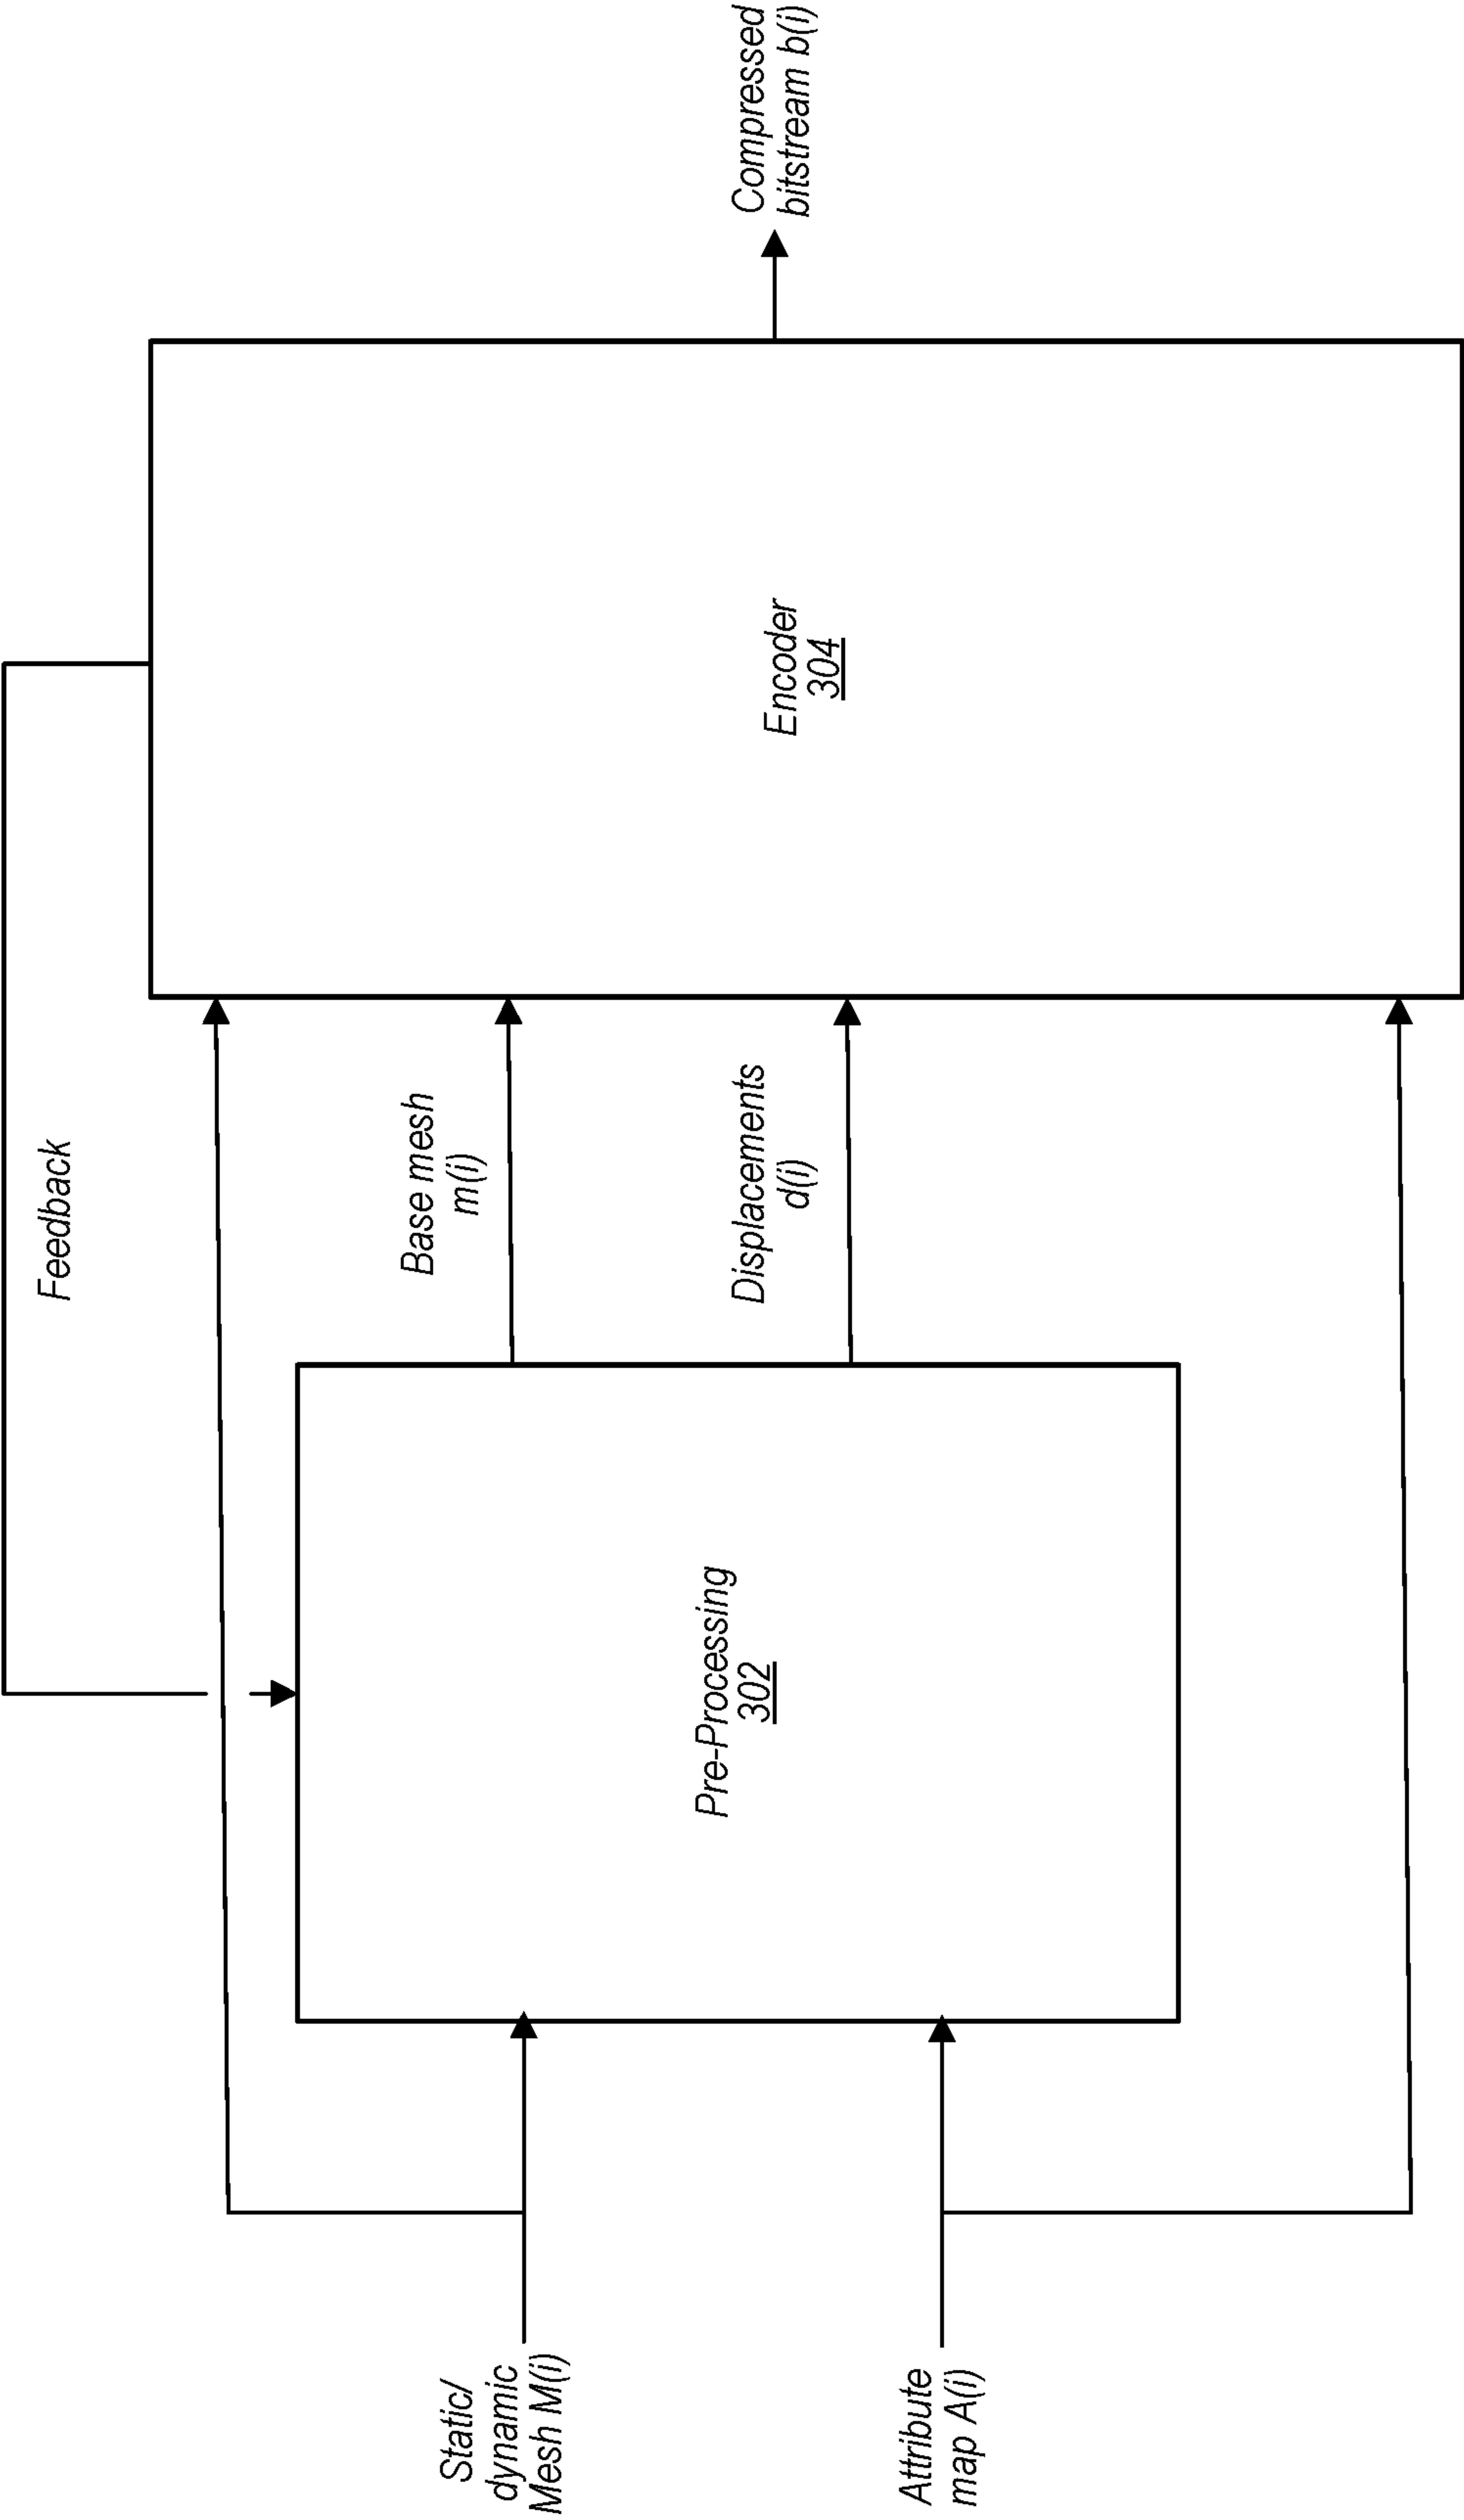 Feedback
Static/
dynamic
Mesh M(i)
Attribute
map A(i)
Pre-Processing
302
Base mesh
m(i)
Displacements
d(i)
Encoder
304
Compressed
bitstream b(i)